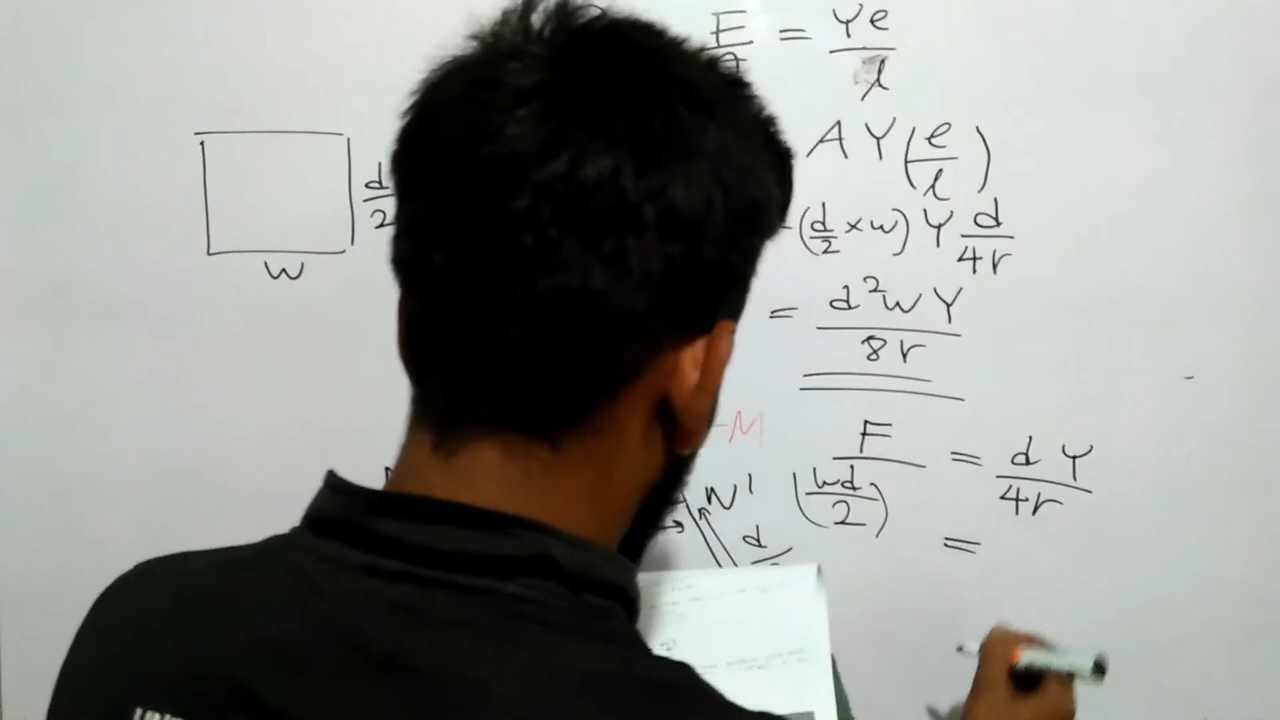 F/A = Ye/l
AY(e/l)
(d/2 × w) Y d/4r
d/2
w
= d²wY/8r
-M
F/(wd/2) = dY/4r
N'
d
=